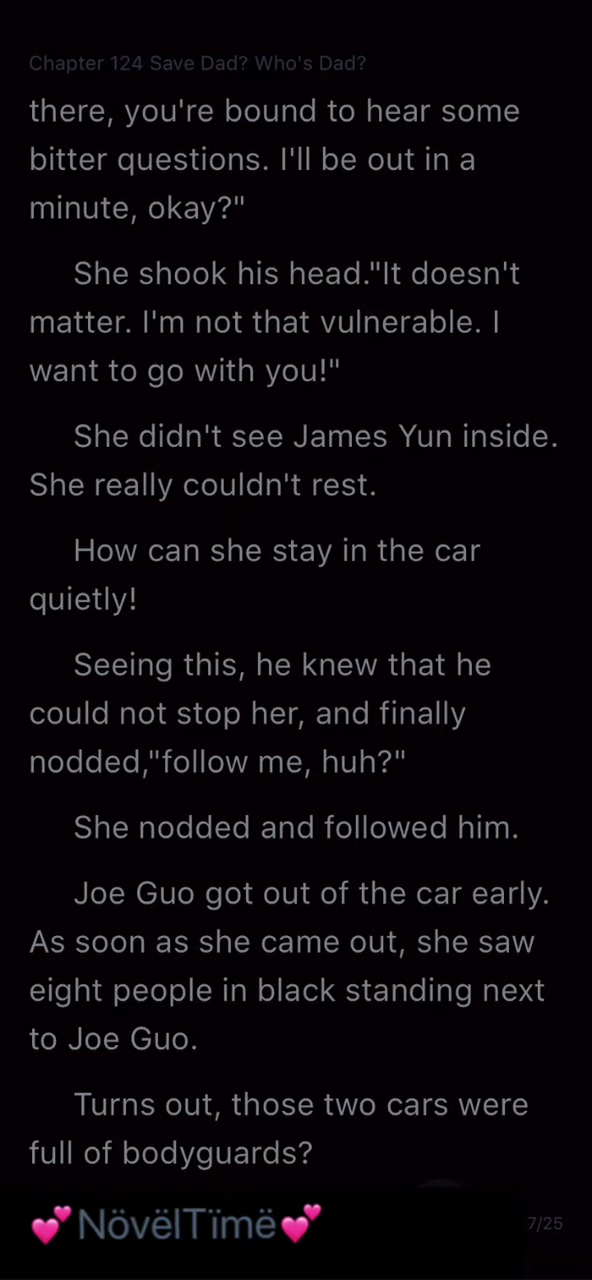 Chapter 124 Save Dad? Who's Dad?
there, you're bound to hear some
bitter questions. I'll be out in a
minute, okay?"
She shook his head."It doesn't
matter. I'm not that vulnerable. I
want to go with you!"
She didn't see James Yun inside.
She really couldn't rest.
How can she stay in the car
quietly!
Seeing this, he knew that he
could not stop her, and finally
nodded,"follow me, huh?"
She nodded and followed him.
Joe Guo got out of the car early.
As soon as she came out, she saw
eight people in black standing next
to Joe Guo.
Turns out, those two cars were
full of bodyguards?
💕NövëlTïmë💕
7/25